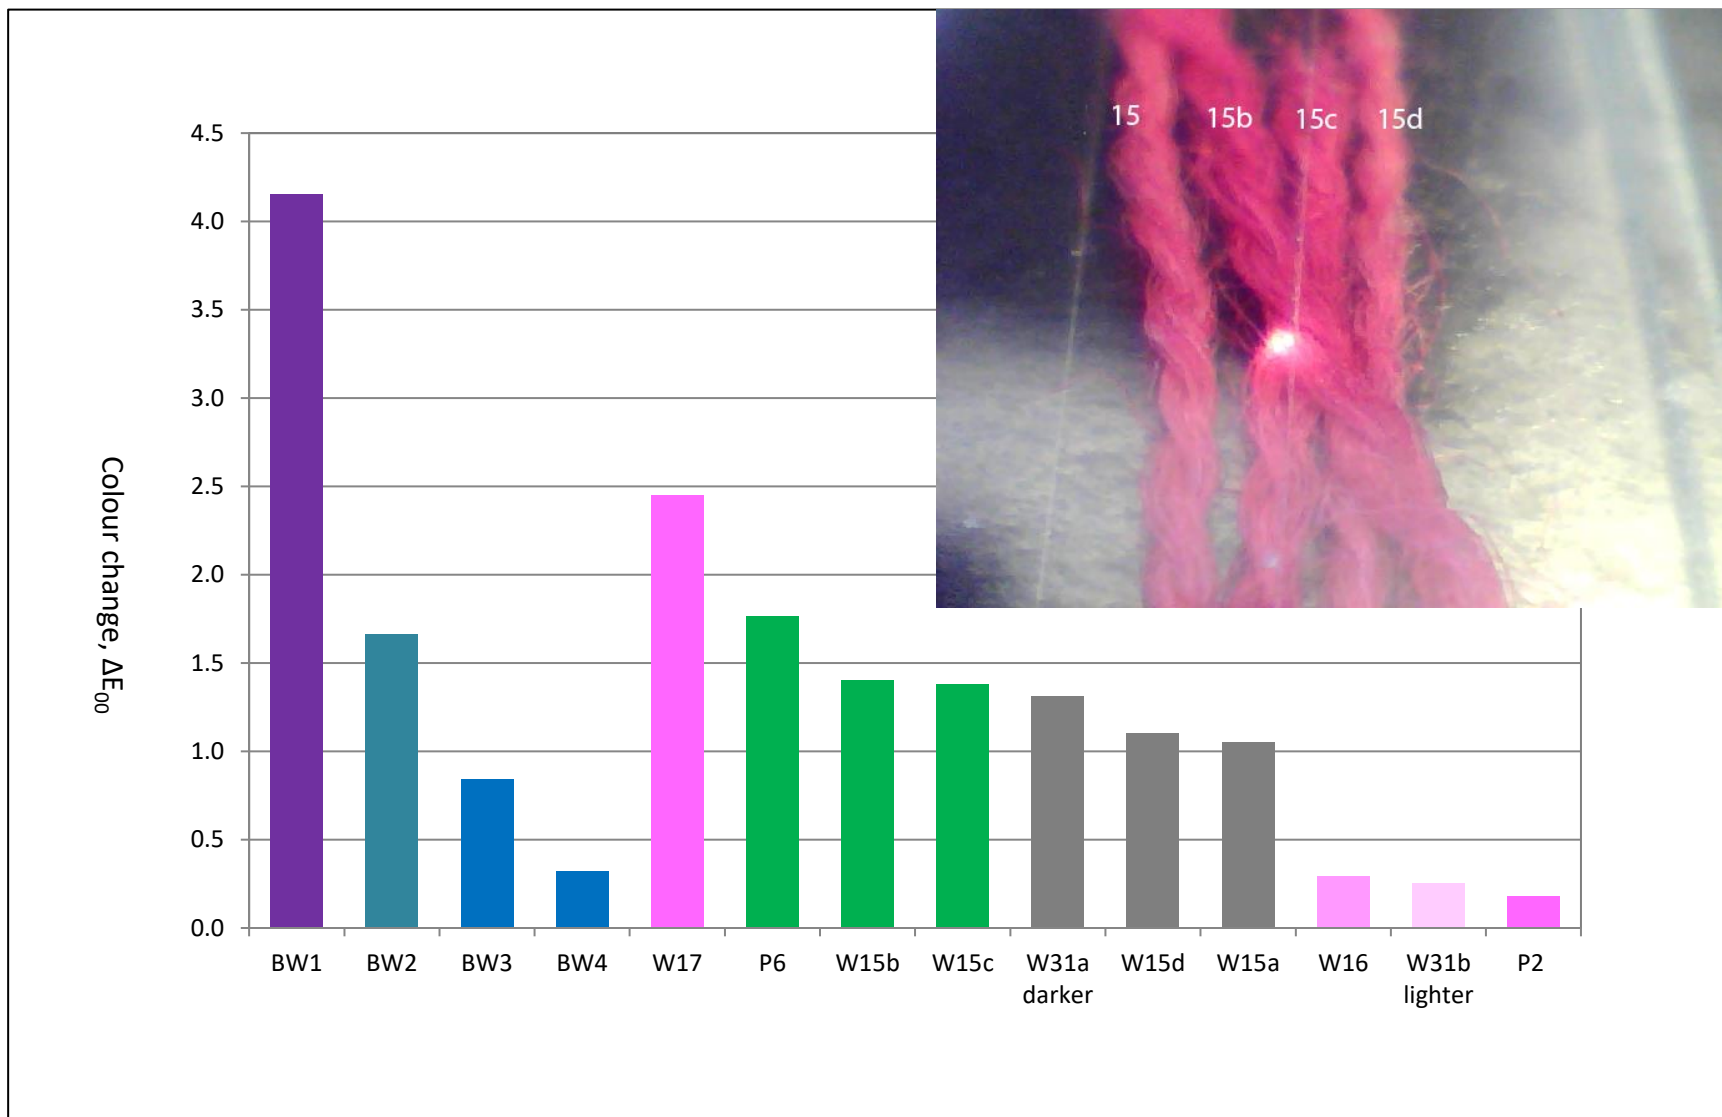 15 15b 15c 15d
4.5
4.0
3.5
3.0
2.5
2.0
1.5
1.0
0.5
0.0
Colour change, ΔE₀₀
BW1 BW2 BW3 BW4 W17 P6 W15b W15c W31a W15d W15a W16 W31b P2
darker lighter